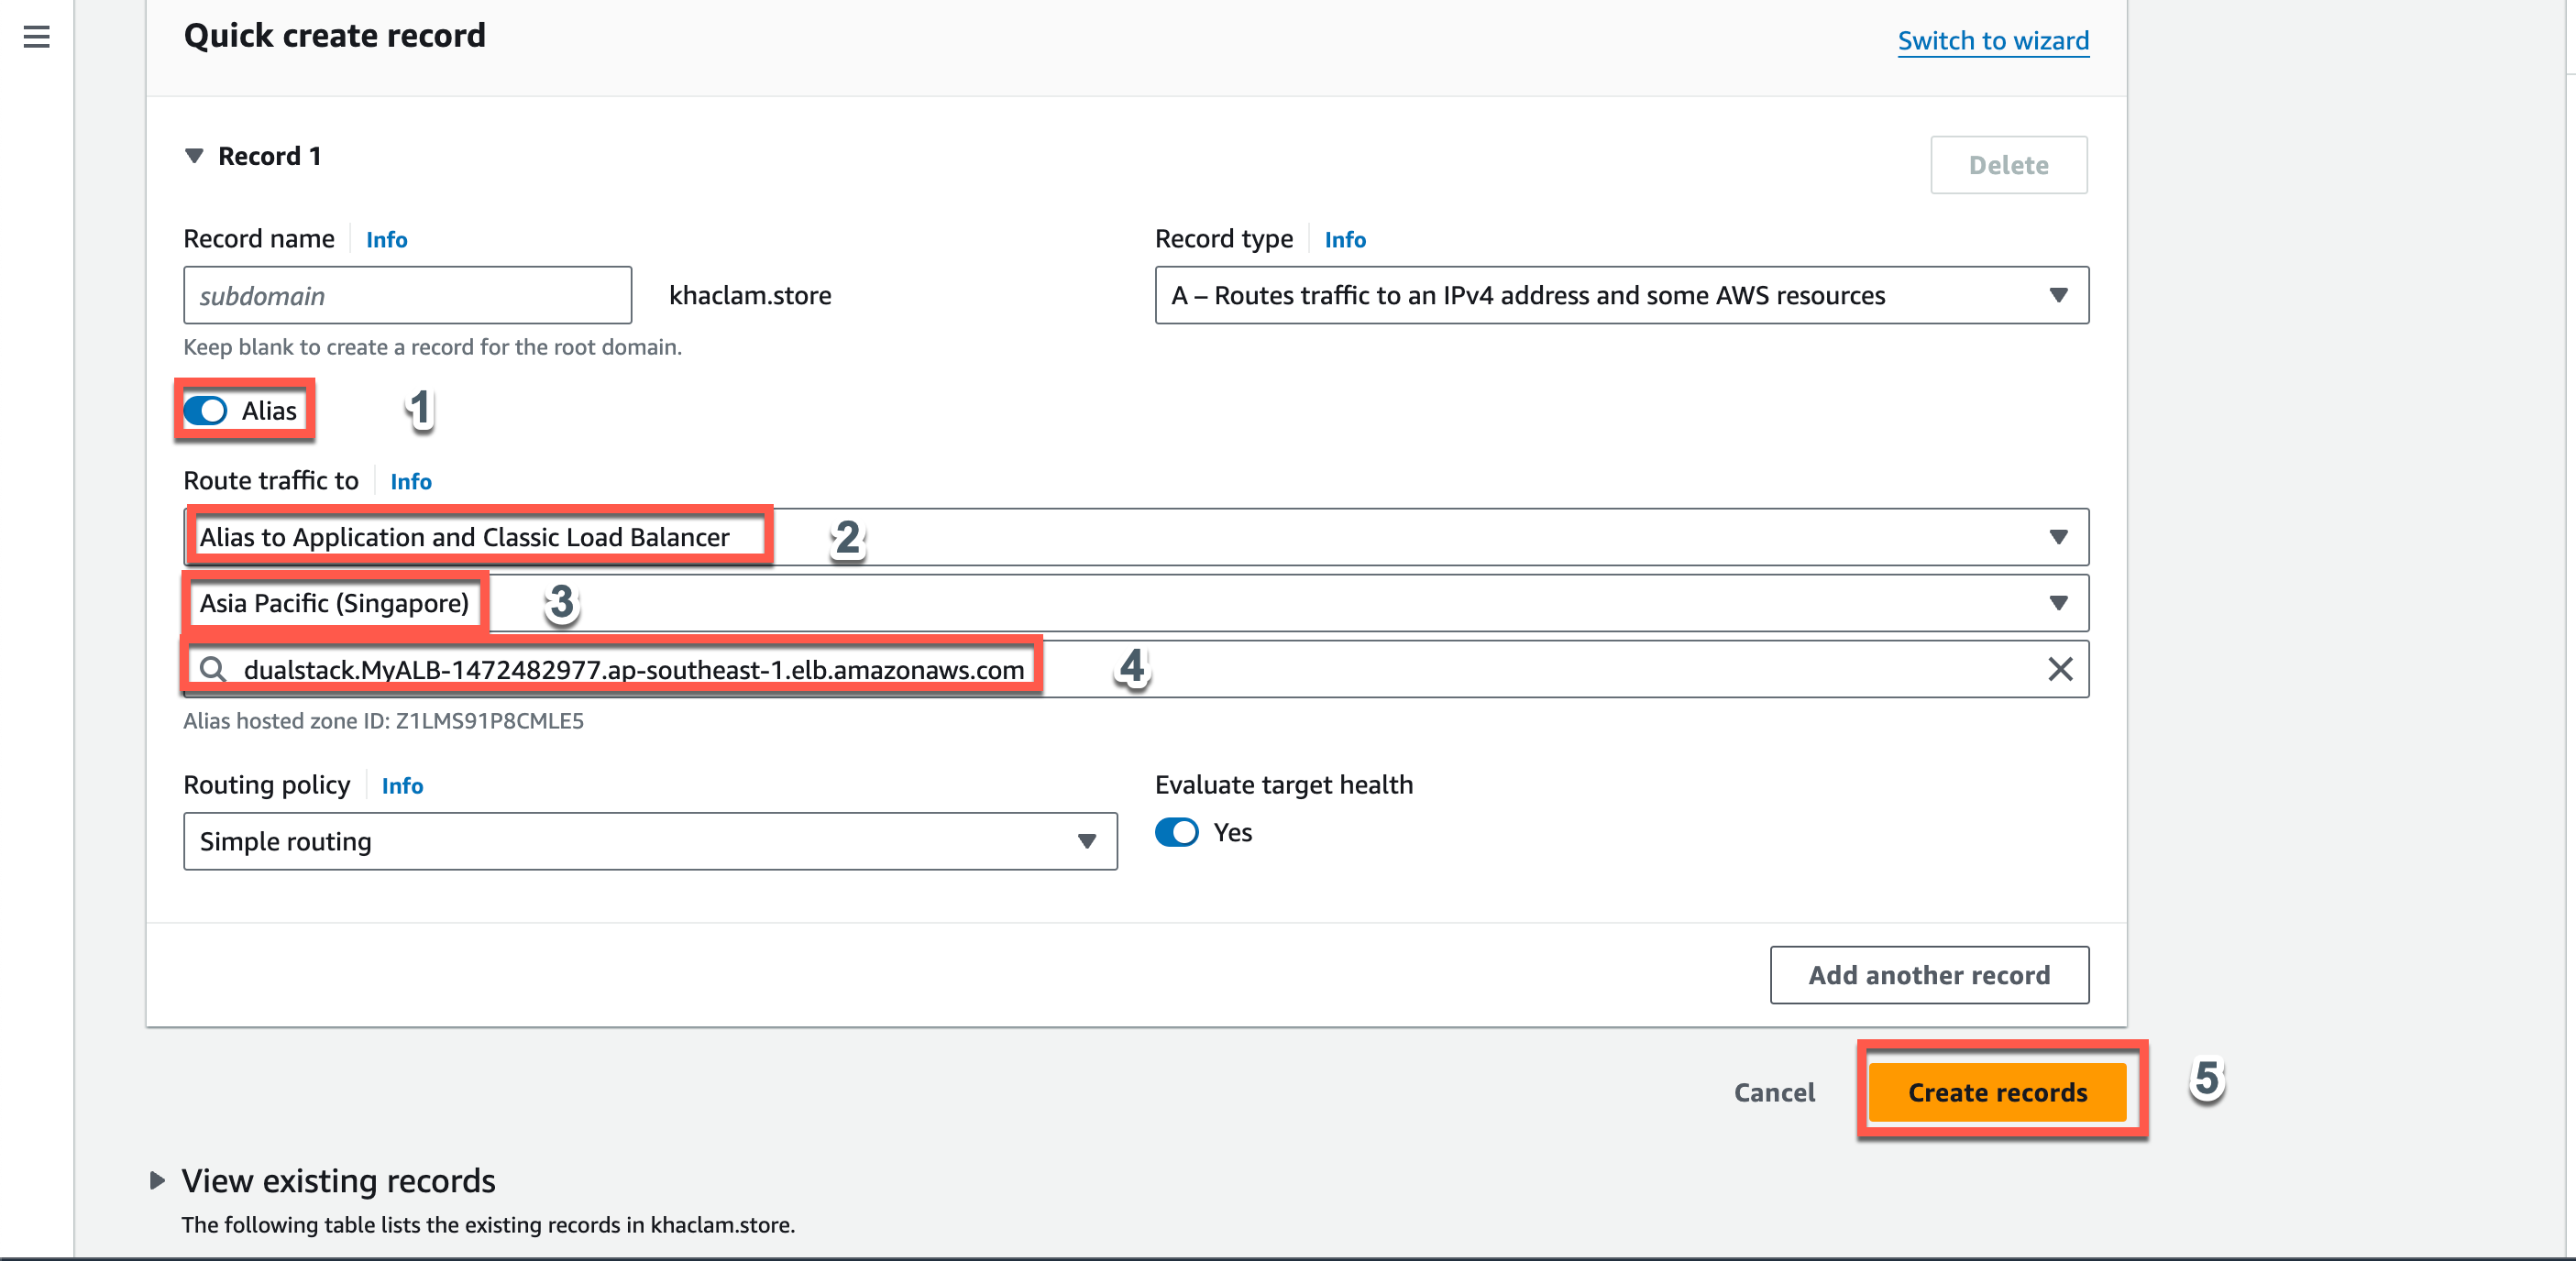 Quick create record
Switch to wizard
Record 1
Delete
Record name Info
Record type Info
subdomain
khaclam.store
A – Routes traffic to an IPv4 address and some AWS resources
Keep blank to create a record for the root domain.
Alias
1
Route traffic to Info
Alias to Application and Classic Load Balancer
2
Asia Pacific (Singapore)
3
dualstack.MyALB-1472482977.ap-southeast-1.elb.amazonaws.com
4
Alias hosted zone ID: Z1LMS91P8CMLE5
Routing policy Info
Evaluate target health
Simple routing
Yes
Add another record
Cancel
Create records
5
View existing records
The following table lists the existing records in khaclam.store.